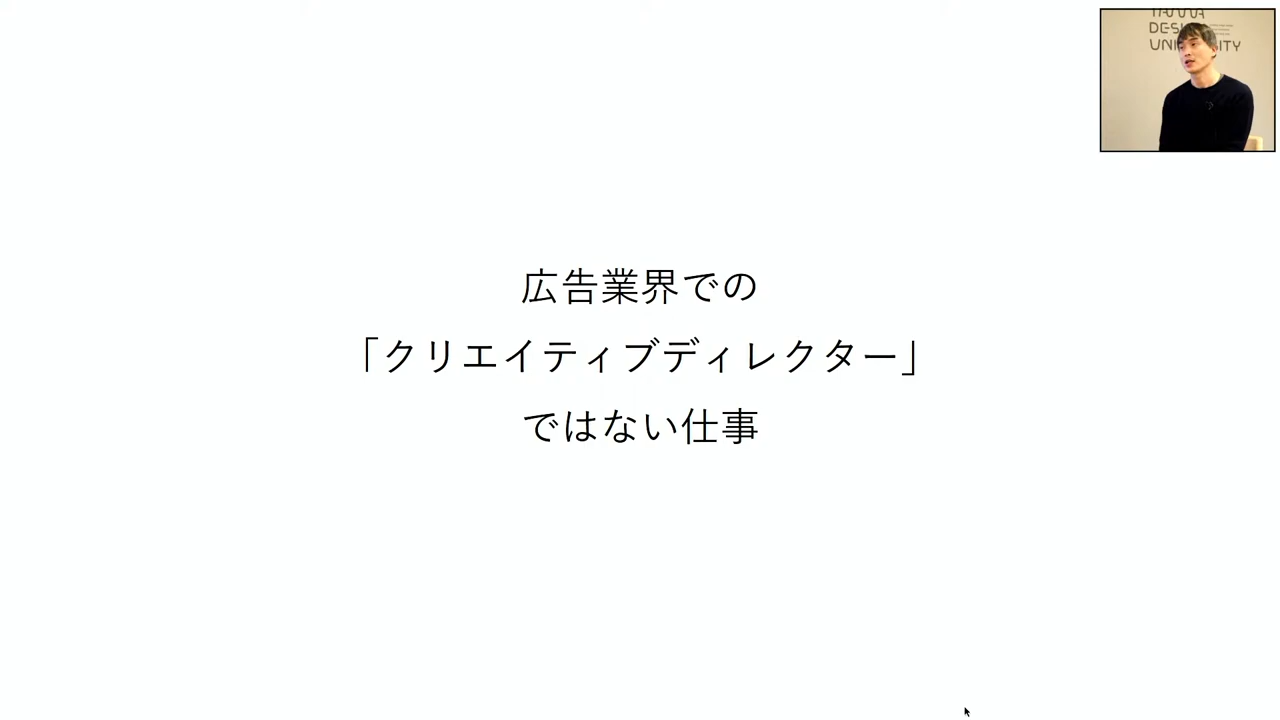 広告業界での
「クリエイティブディレクター」
ではない仕事